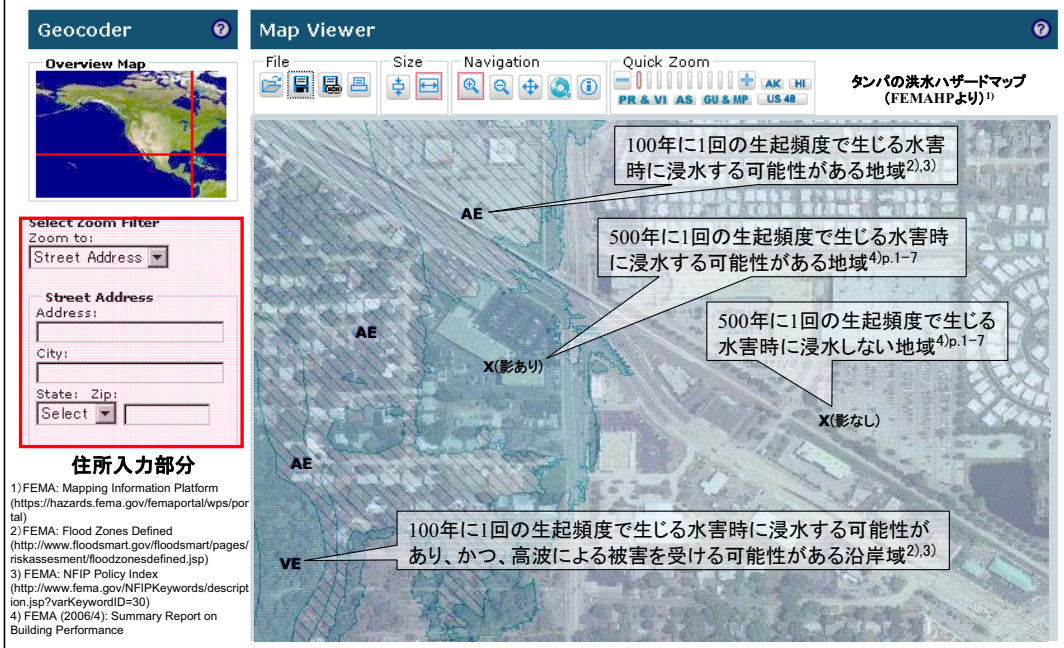 Geocoder
?
Map Viewer
?
Overview Map
File
Size
Navigation
Quick Zoom
AK HI
PR & VI AS GU & MP US 48
タンパの洪水ハザードマップ
(FEMAHPより)1)
100年に1回の生起頻度で生じる水害
時に浸水する可能性がある地域2),3)
AE
500年に1回の生起頻度で生じる水害時
に浸水する可能性がある地域4)p.1-7
500年に1回の生起頻度で生じる
水害時に浸水しない地域4)p.1-7
AE
X(影あり)
X(影なし)
AE
100年に1回の生起頻度で生じる水害時に浸水する可能性が
あり、かつ、高波による被害を受ける可能性がある沿岸域2),3)
VE
Select Zoom Filter
Zoom to:
Street Address
Street Address
Address:
City:
State: Zip:
Select
住所入力部分
1)FEMA: Mapping Information Platform
(https://hazards.fema.gov/femaportal/wps/por
tal)
2)FEMA: Flood Zones Defined
(http://www.floodsmart.gov/floodsmart/pages/
riskassesment/floodzonesdefined.jsp)
3) FEMA: NFIP Policy Index
(http://www.fema.gov/NFIPKeywords/descript
ion.jsp?varKeywordID=30)
4) FEMA (2006/4): Summary Report on
Building Performance